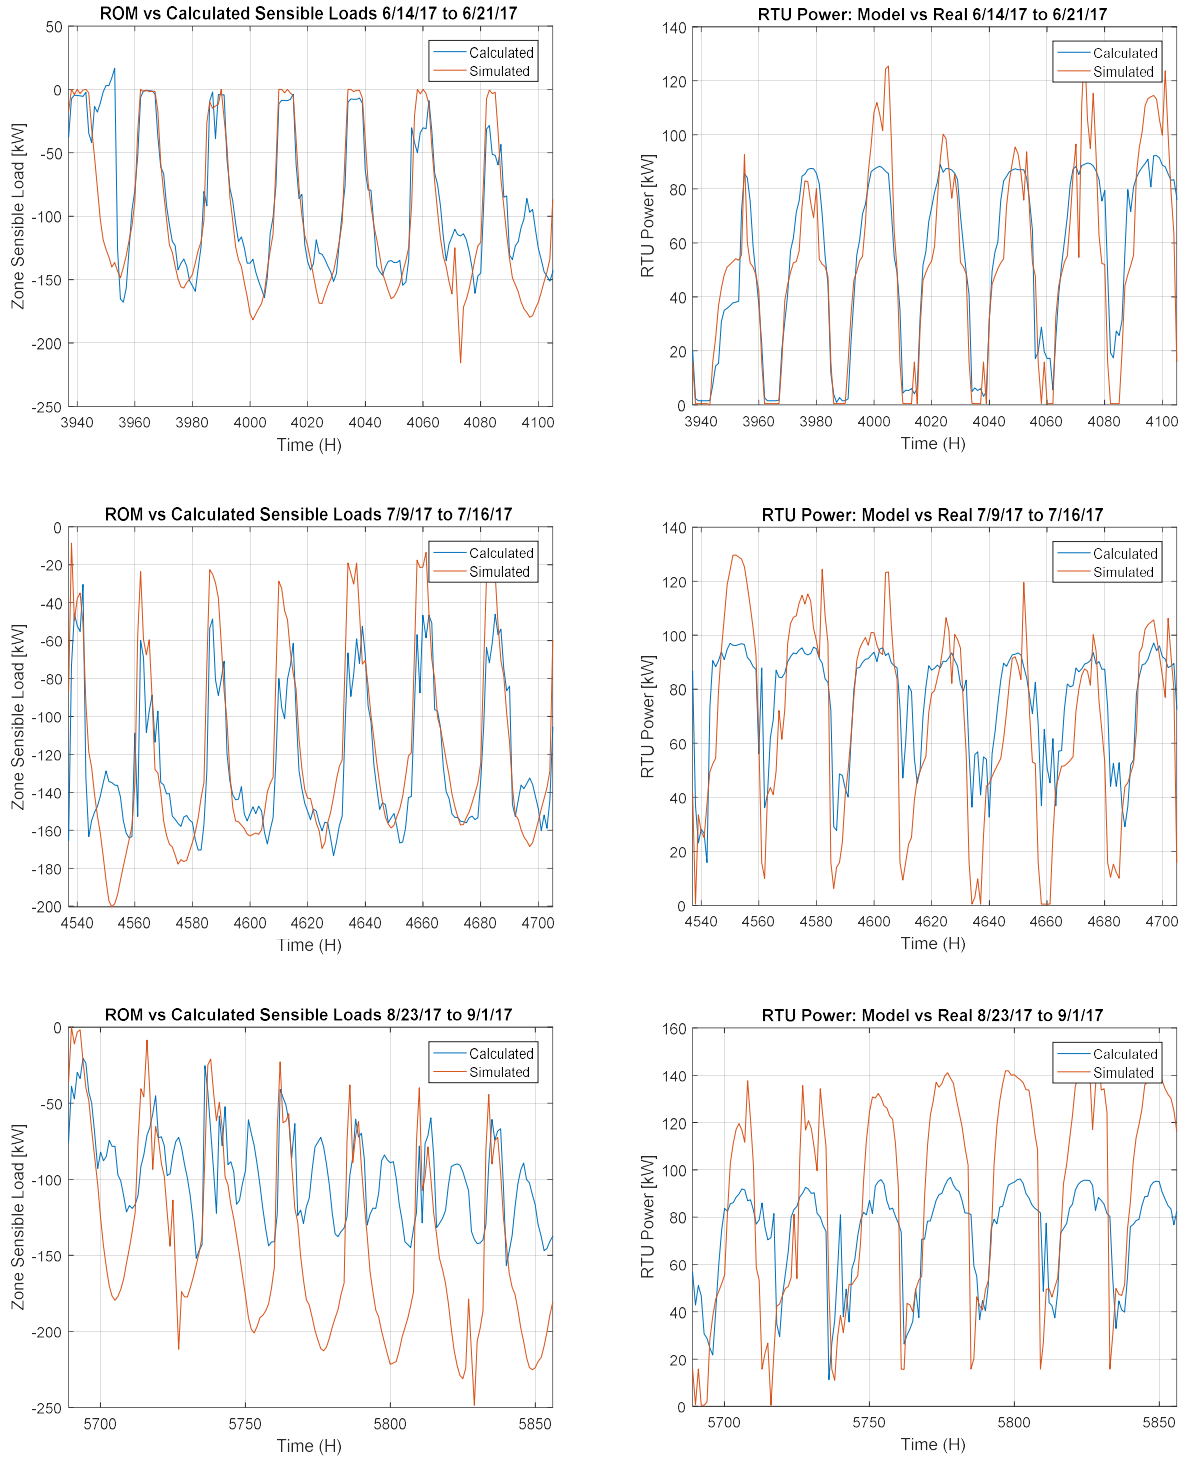 ROM vs Calculated Sensible Loads 6/14/17 to 6/21/17
Zone Sensible Load [kW]
50
0
-50
-100
-150
-200
-250
Calculated
Simulated
3940 3960 3980 4000 4020 4040 4060 4080 4100
Time (H)
RTU Power: Model vs Real 6/14/17 to 6/21/17
RTU Power [kW]
140
120
100
80
60
40
20
0
Calculated
Simulated
3940 3960 3980 4000 4020 4040 4060 4080 4100
Time (H)
ROM vs Calculated Sensible Loads 7/9/17 to 7/16/17
Zone Sensible Load [kW]
0
-20
-40
-60
-80
-100
-120
-140
-160
-180
-200
Calculated
Simulated
4540 4560 4580 4600 4620 4640 4660 4680 4700
Time (H)
RTU Power: Model vs Real 7/9/17 to 7/16/17
RTU Power [kW]
140
120
100
80
60
40
20
0
Calculated
Simulated
4540 4560 4580 4600 4620 4640 4660 4680 4700
Time (H)
ROM vs Calculated Sensible Loads 8/23/17 to 9/1/17
Zone Sensible Load [kW]
0
-50
-100
-150
-200
-250
Calculated
Simulated
5700 5750 5800 5850
Time (H)
RTU Power: Model vs Real 8/23/17 to 9/1/17
RTU Power [kW]
160
140
120
100
80
60
40
20
0
Calculated
Simulated
5700 5750 5800 5850
Time (H)